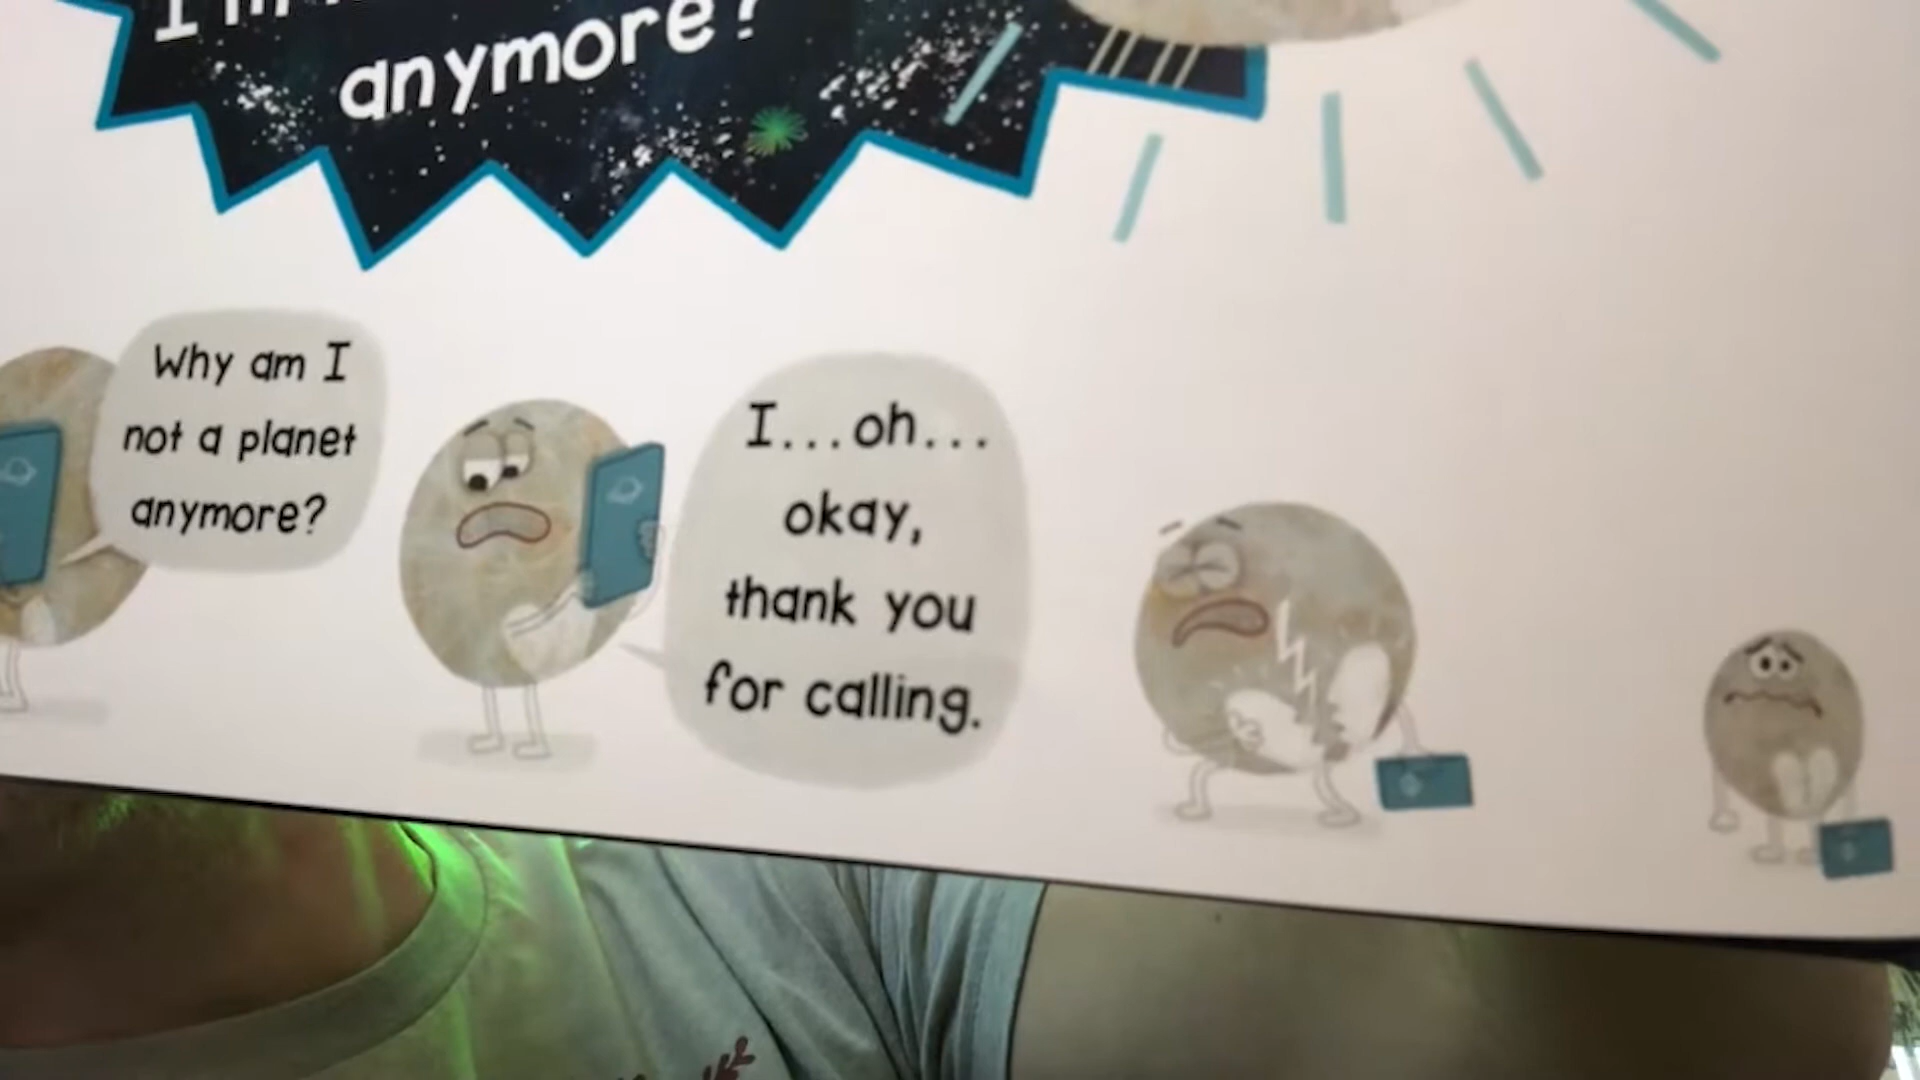 I
anymore?
Why am I
not a planet
anymore?
I...oh...
okay,
thank you
for calling.